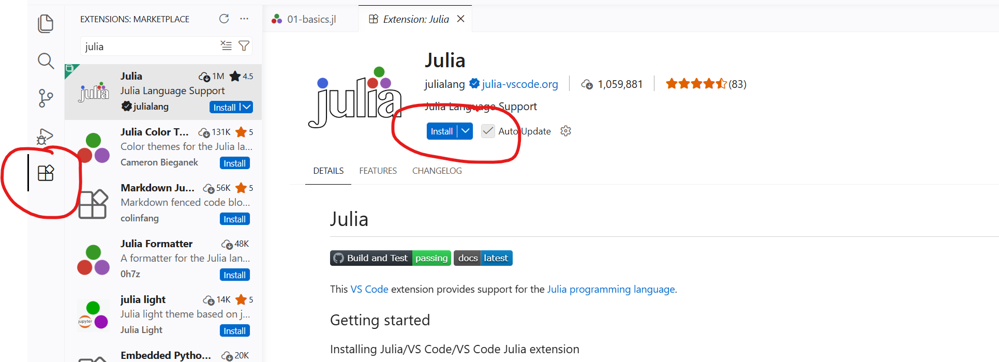 EXTENSIONS: MARKETPLACE
julia
Julia 1M 4.5
Julia Language Support
julialang Install
Julia Color T... 131K 5
Color themes for the Julia la...
Cameron Bieganek Install
Markdown Ju... 56K 5
Markdown fenced code blo...
colinfang Install
Julia Formatter 48K
A formatter for the Julia lan...
0h7z Install
julia light 14K 5
Julia light theme based on j...
Julia Light Install
Embedded Pytho... 20K
julia
jupyter
01-basics.jl
Extension: Julia
julia
Julia
julialang julia-vscode.org 1,059,881 (83)
Julia Language Support
Install Auto Update
DETAILS FEATURES CHANGELOG
Julia
Build and Test passing docs latest
This VS Code extension provides support for the Julia programming language.
Getting started
Installing Julia/VS Code/VS Code Julia extension